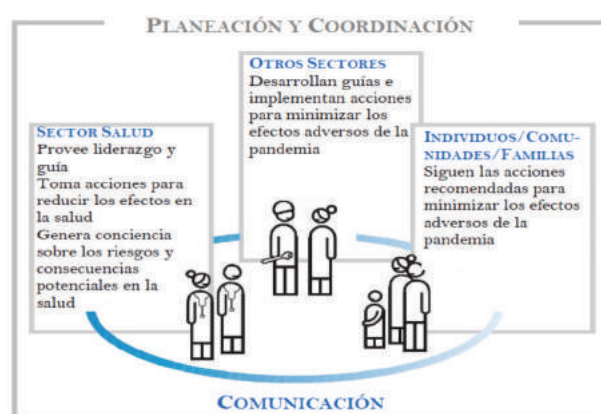 PLANEACIÓN Y COORDINACIÓN
OTROS SECTORES
Desarrollan guías e
implementan acciones
para minimizar los
efectos adversos de la
pandemia
SECTOR SALUD
Provee liderazgo y
guía
Toma acciones para
reducir los efectos en
la salud
Genera conciencia
sobre los riesgos y
consecuencias
potenciales en la
salud
INDIVIDUOS/COMU-
NIDADES/FAMILIAS
Siguen las acciones
recomendadas para
minimizar los efectos
adversos de la
pandemia
COMUNICACIÓN